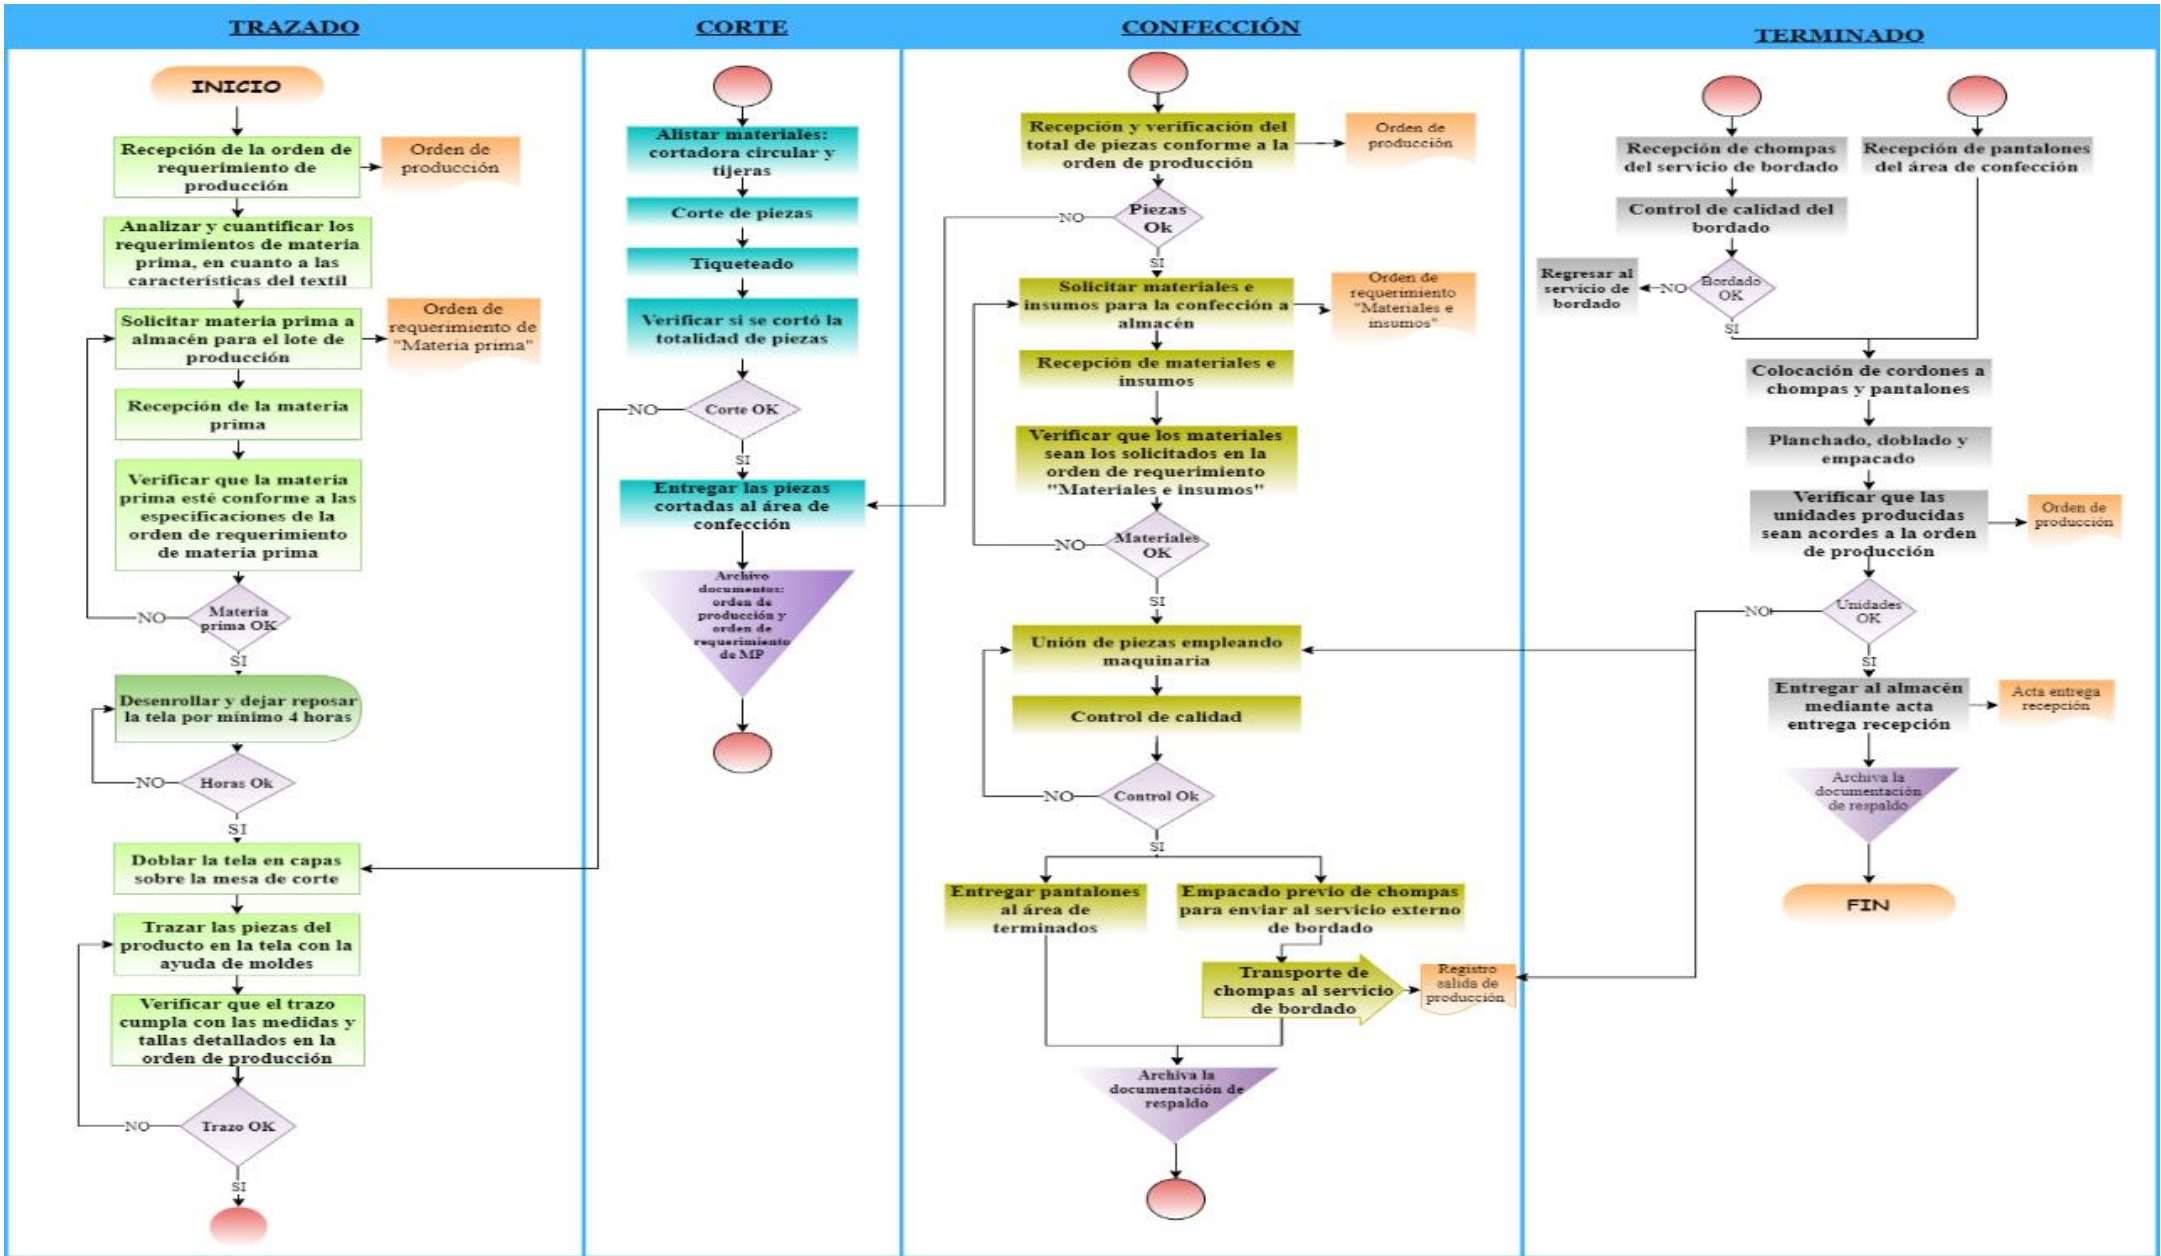 TRAZADO
INICIO
Recepción de la orden de
requerimiento de
producción
Orden de
producción
Analizar y cuantificar los
requerimientos de materia
prima, en cuanto a las
características del textil
Solicitar materia prima a
almacén para el lote de
producción
Orden de
requerimiento de
"Materia prima"
Recepción de la materia
prima
Verificar que la materia
prima esté conforme a las
especificaciones de la
orden de requerimiento
de materia prima
Materia
prima OK
NO
SI
Desenrollar y dejar reposar
la tela por mínimo 4 horas
Horas Ok
NO
SI
Doblar la tela en capas
sobre la mesa de corte
Trazar las piezas del
producto en la tela con la
ayuda de moldes
Verificar que el trazo
cumpla con las medidas y
tallas detallados en la
orden de producción
Trazo OK
NO
SI
CORTE
Alistar materiales:
cortadora circular y
tijeras
Corte de piezas
Tiqueteado
Verificar si se cortó la
totalidad de piezas
Corte OK
NO
SI
Entregar las piezas
cortadas al área de
confección
Archivo
documentos:
orden de
producción y
orden de
requerimiento
de MP
CONFECCIÓN
Recepción y verificación del
total de piezas conforme a la
orden de producción
Orden de
producción
Piezas
Ok
NO
SI
Solicitar materiales e
insumos para la confección a
almacén
Orden de
requerimiento
"Materiales e
insumos"
Recepción de materiales e
insumos
Verificar que los materiales
sean los solicitados en la
orden de requerimiento
"Materiales e insumos"
Materiales
OK
NO
SI
Unión de piezas empleando
maquinaria
Control de calidad
Control Ok
NO
SI
Entregar pantalones
al área de
terminados
Empacado previo de chompas
para enviar al servicio externo
de bordado
Transporte de
chompas al servicio
de bordado
Registro
salida de
producción
Archiva la
documentación de
respaldo
TERMINADO
Recepción de chompas
del servicio de bordado
Recepción de pantalones
del área de confección
Control de calidad del
bordado
Bordado
OK
NO
Regresar al
servicio de
bordado
SI
Colocación de cordones a
chompas y pantalones
Planchado, doblado y
empacado
Verificar que las
unidades producidas
sean acordes a la orden
de producción
Orden de
producción
Unidades
OK
NO
SI
Entregar al almacén
mediante acta
entrega recepción
Acta entrega
recepción
Archiva la
documentación
de respaldo
FIN